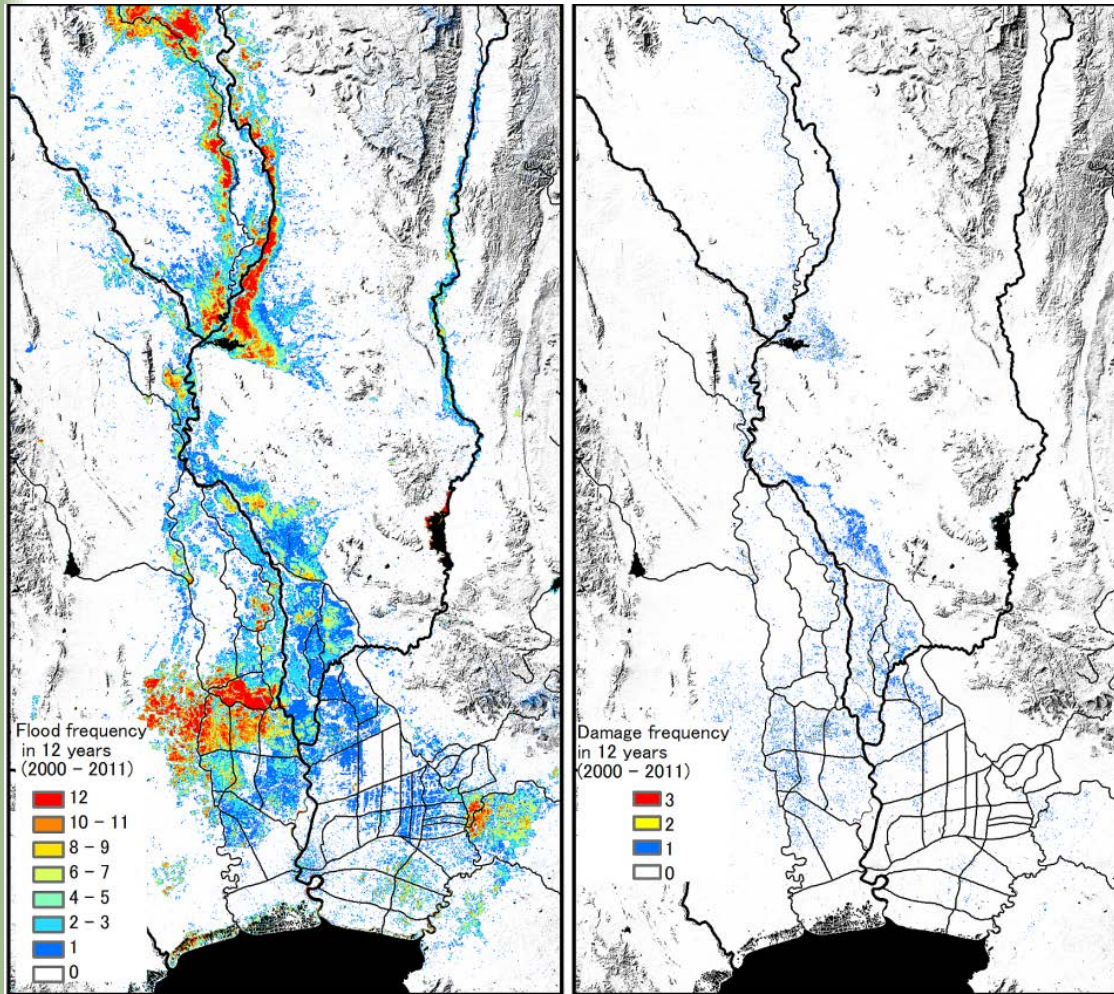 Flood frequency
in 12 years
(2000 – 2011)
12
10 – 11
8 – 9
6 – 7
4 – 5
2 – 3
1
0
Damage frequency
in 12 years
(2000 – 2011)
3
2
1
0